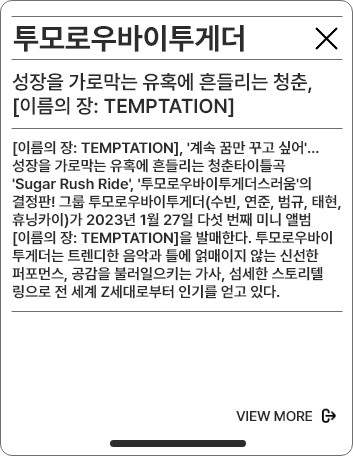 투모로우바이투게더
성장을 가로막는 유혹에 흔들리는 청춘,
[이름의 장: TEMPTATION]
[이름의 장: TEMPTATION], '계속 꿈만 꾸고 싶어'...
성장을 가로막는 유혹에 흔들리는 청춘타이틀곡
'Sugar Rush Ride', '투모로우바이투게더스러움'의
결정판! 그룹 투모로우바이투게더(수빈, 연준, 범규, 태현,
휴닝카이)가 2023년 1월 27일 다섯 번째 미니 앨범
[이름의 장: TEMPTATION]을 발매한다. 투모로우바이
투게더는 트렌디한 음악과 틀에 얽매이지 않는 신선한
퍼포먼스, 공감을 불러일으키는 가사, 섬세한 스토리텔
링으로 전 세계 Z세대로부터 인기를 얻고 있다.
VIEW MORE